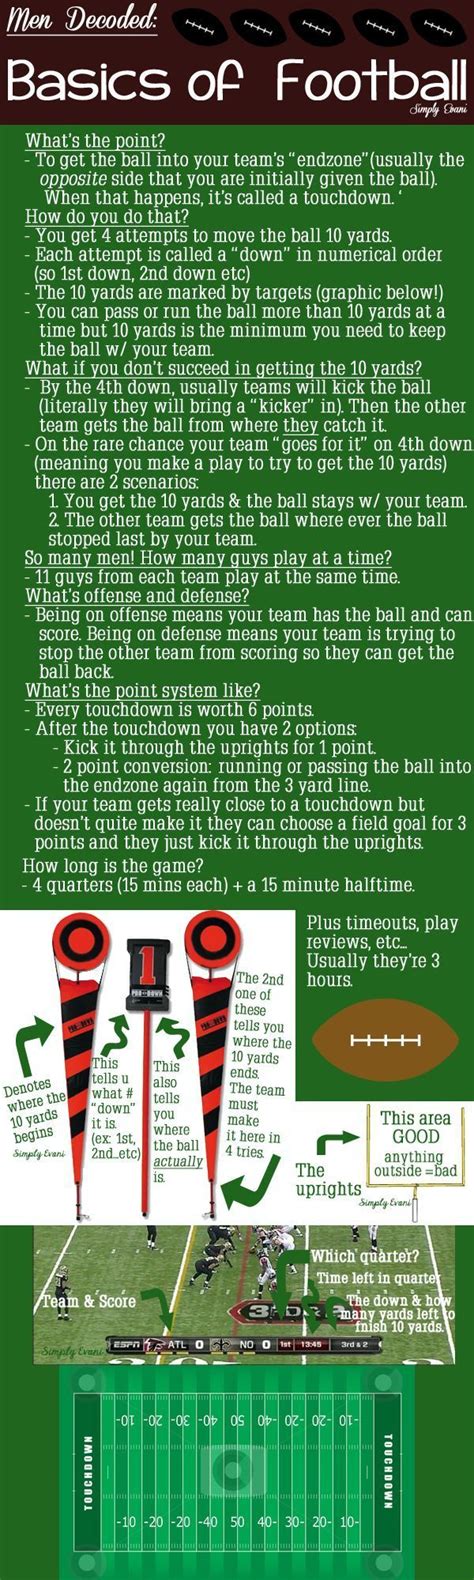 Men Decoded:
Basics of Football
Simply Evani
What's the point?
- To get the ball into your team's "endzone"(usually the
opposite side that you are initially given the ball).
When that happens, it's called a touchdown. '
How do you do that?
- You get 4 attempts to move the ball 10 yards.
- Each attempt is called a "down" in numerical order
(so 1st down, 2nd down etc)
- The 10 yards are marked by targets (graphic below!)
- You can pass or run the ball more than 10 yards at a
time but 10 yards is the minimum you need to keep
the ball w/ your team.
What if you don't succeed in getting the 10 yards?
- By the 4th down, usually teams will kick the ball
(literally they will bring a "kicker" in). Then the other
team gets the ball from where they catch it.
- On the rare chance your team "goes for it" on 4th down
(meaning you make a play to try to get the 10 yards)
there are 2 scenarios:
1. You get the 10 yards & the ball stays w/ your team.
2. The other team gets the ball where ever the ball
stopped last by your team.
So many men! How many guys play at a time?
- 11 guys from each team play at the same time.
What's offense and defense?
- Being on offense means your team has the ball and can
score. Being on defense means your team is trying to
stop the other team from scoring so they can get the
ball back.
What's the point system like?
- Every touchdown is worth 6 points.
- After the touchdown you have 2 options:
- Kick it through the uprights for 1 point.
- 2 point conversion: running or passing the ball into
the endzone again from the 3 yard line.
- If your team gets really close to a touchdown but
doesn't quite make it they can choose a field goal for 3
points and they just kick it through the uprights.
How long is the game?
- 4 quarters (15 mins each) + a 15 minute halftime.
Plus timeouts, play
reviews, etc...
Usually they're 3
hours.
Denotes
where the
10 yards
begins
Simply Evani
1
This
tells u
what #
"down"
it is.
(ex: 1st,
2nd...etc)
This
also
tells
you
where
the ball
actually
is.
The 2nd
one of
these
tells you
where the
10 yards
ends.
The team
must
make
it here in
4 tries.
The
uprights
This area
GOOD
anything
outside =bad
Simply Evani
Which quarter?
Time left in quarter
The down & how
many yards left to
fnish 10 yards.
Team & Score
Simply Evani
ESPN ATL 0 NO 0 1st 13:45 3rd & 2
TOUCHDOWN
-10 -20 -30 -40 50 -40 -30 -20 10-
-10 -20 -30 -40 50 40- 30- 20- 10-
TOUCHDOWN